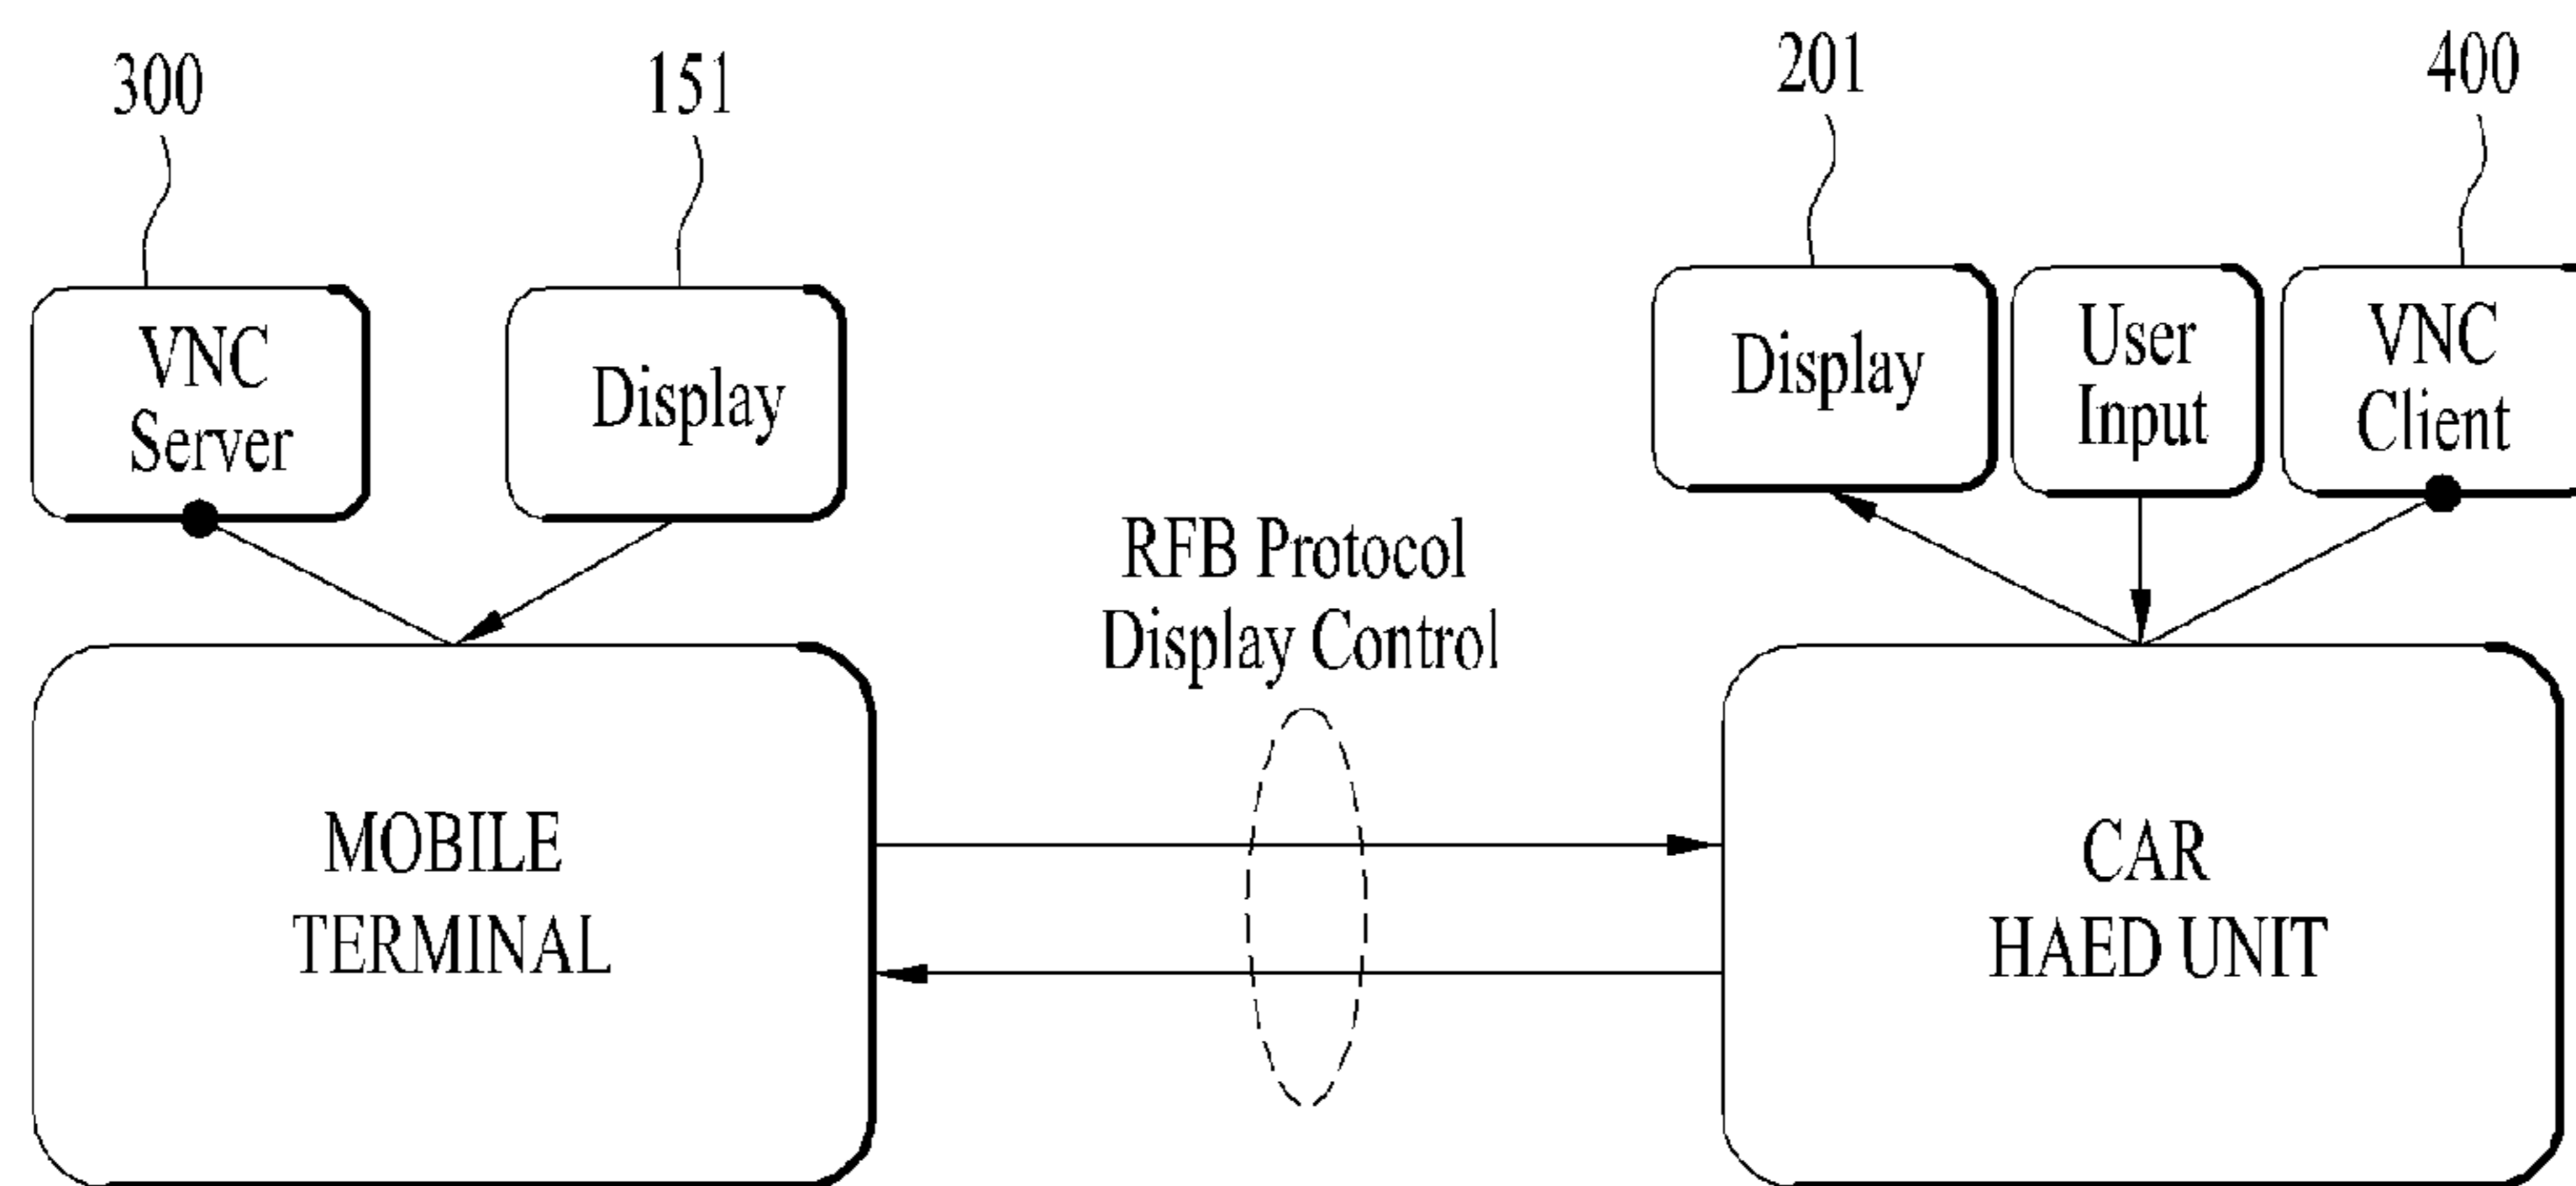 300
151
201
400
VNC
Server
Display
Display
User
Input
VNC
Client
RFB Protocol
Display Control
MOBILE
TERMINAL
CAR
HAED UNIT